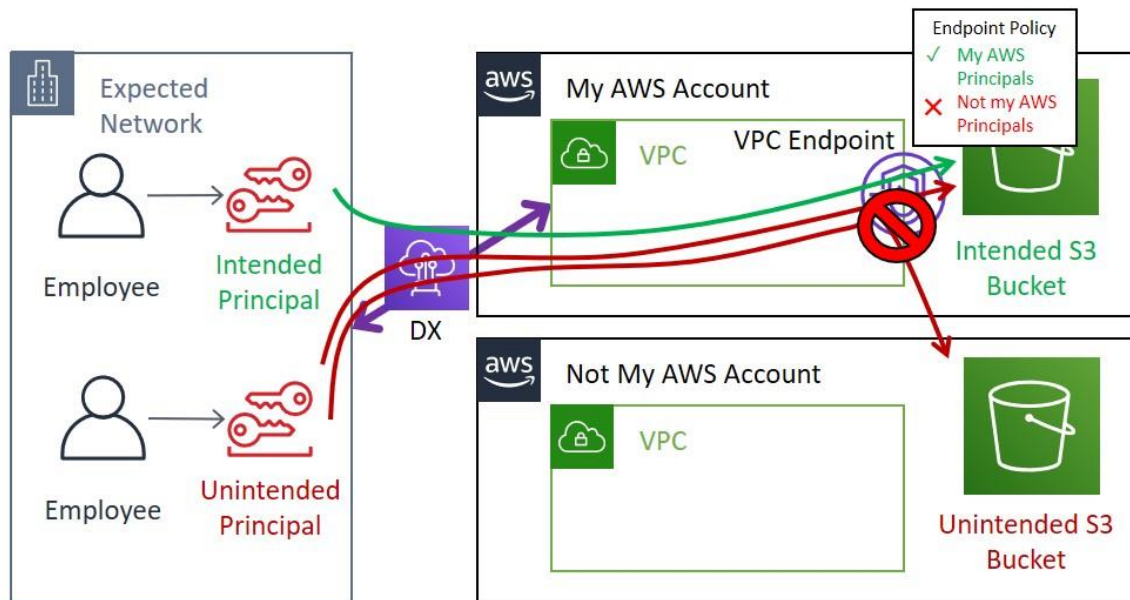 Endpoint Policy
✓ My AWS
Principals
✕ Not my AWS
Principals
Expected
Network
aws
My AWS Account
VPC
VPC Endpoint
Employee
Intended
Principal
DX
Intended S3
Bucket
aws
Not My AWS Account
VPC
Employee
Unintended
Principal
Unintended S3
Bucket